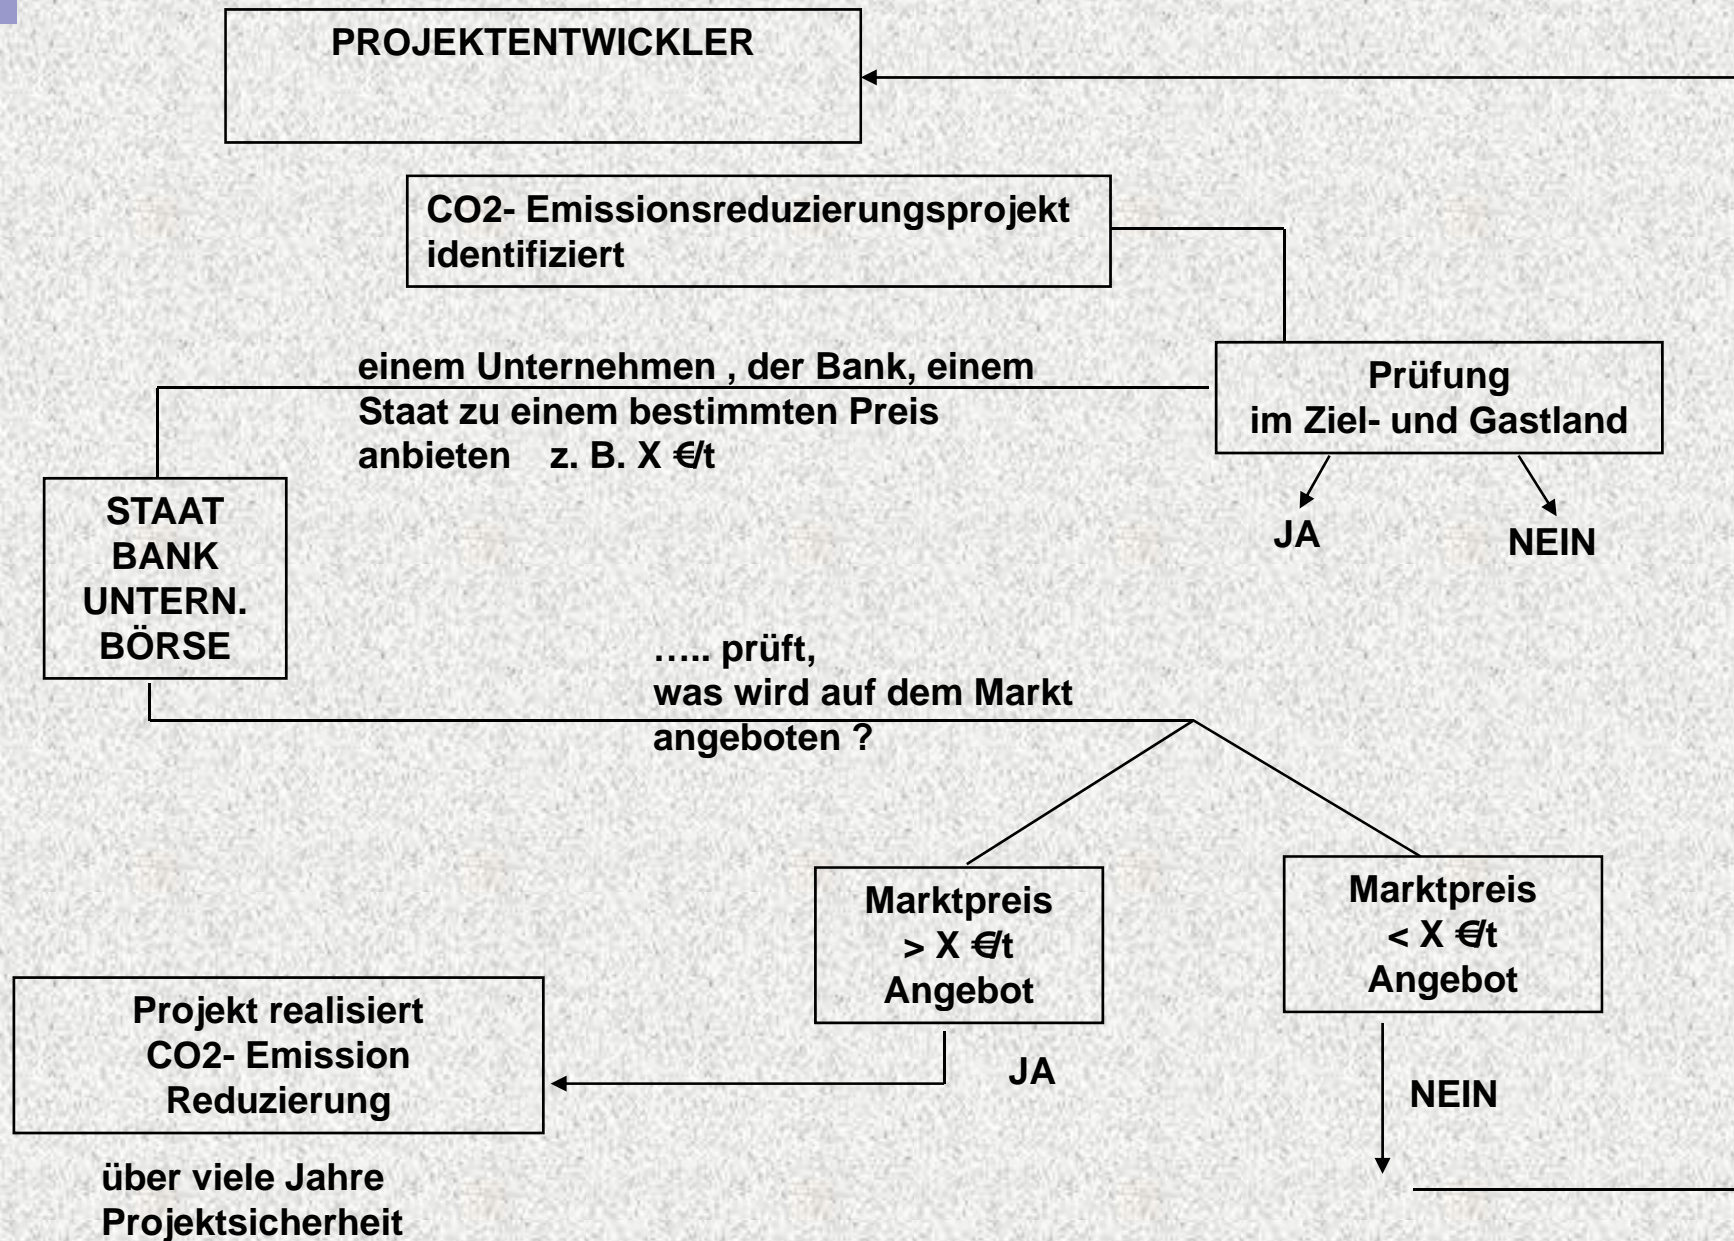 PROJEKTENTWICKLER
CO2- Emissionsreduzierungsprojekt
identifiziert
einem Unternehmen , der Bank, einem
Staat zu einem bestimmten Preis
anbieten z. B. X €/t
Prüfung
im Ziel- und Gastland
JA
NEIN
STAAT
BANK
UNTERN.
BÖRSE
….. prüft,
was wird auf dem Markt
angeboten ?
Marktpreis
> X €/t
Angebot
Marktpreis
< X €/t
Angebot
JA
NEIN
Projekt realisiert
CO2- Emission
Reduzierung
über viele Jahre
Projektsicherheit